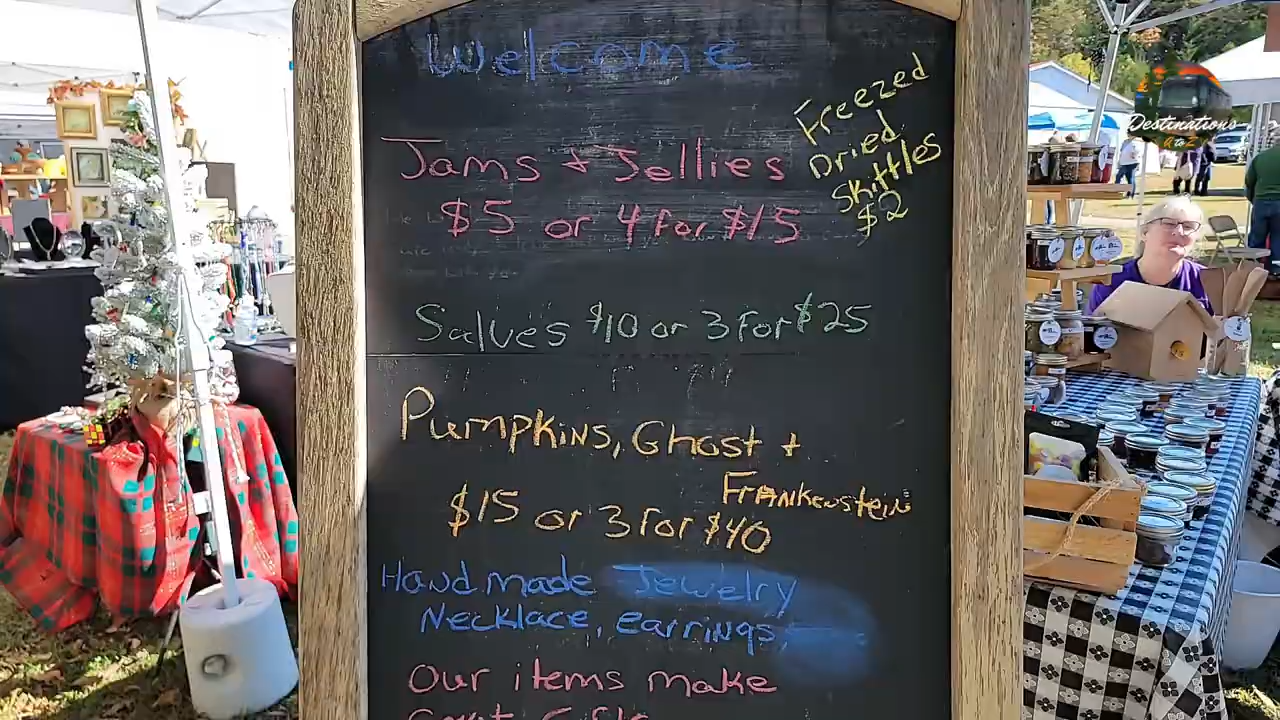 Welcome
Freezed
Dried
Skittles
$2
Jams + Jellies
$5 or 4 for $15
Salves $10 or 3 for $25
Pumpkins, Ghost +
Frankenstein
$15 or 3 for $40
Hand made Jewelry
Necklace, earrings,
Our items make
Destinations
A to Z